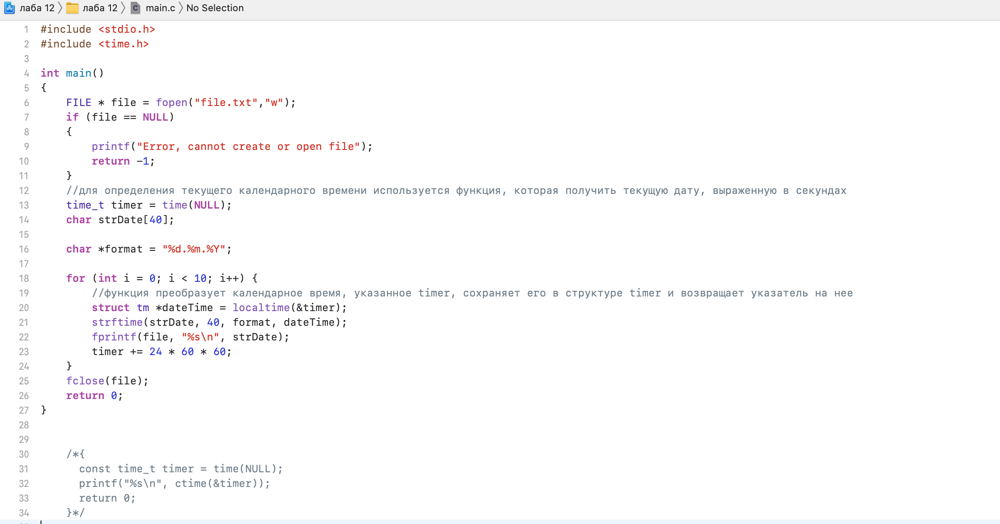 лаба 12 〉 лаба 12 〉 C main.c 〉 No Selection
1 #include <stdio.h>
2 #include <time.h>
3
4 int main()
5 {
6     FILE * file = fopen("file.txt","w");
7     if (file == NULL)
8     {
9         printf("Error, cannot create or open file");
10         return -1;
11     }
12     //для определения текущего календарного времени используется функция, которая получить текущую дату, выраженную в секундах
13     time_t timer = time(NULL);
14     char strDate[40];
15
16     char *format = "%d.%m.%Y";
17
18     for (int i = 0; i < 10; i++) {
19         //функция преобразует календарное время, указанное timer, сохраняет его в структуре timer и возвращает указатель на нее
20         struct tm *dateTime = localtime(&timer);
21         strftime(strDate, 40, format, dateTime);
22         fprintf(file, "%s\n", strDate);
23         timer += 24 * 60 * 60;
24     }
25     fclose(file);
26     return 0;
27 }
28
29
30     /*{
31       const time_t timer = time(NULL);
32       printf("%s\n", ctime(&timer));
33       return 0;
34     }*/